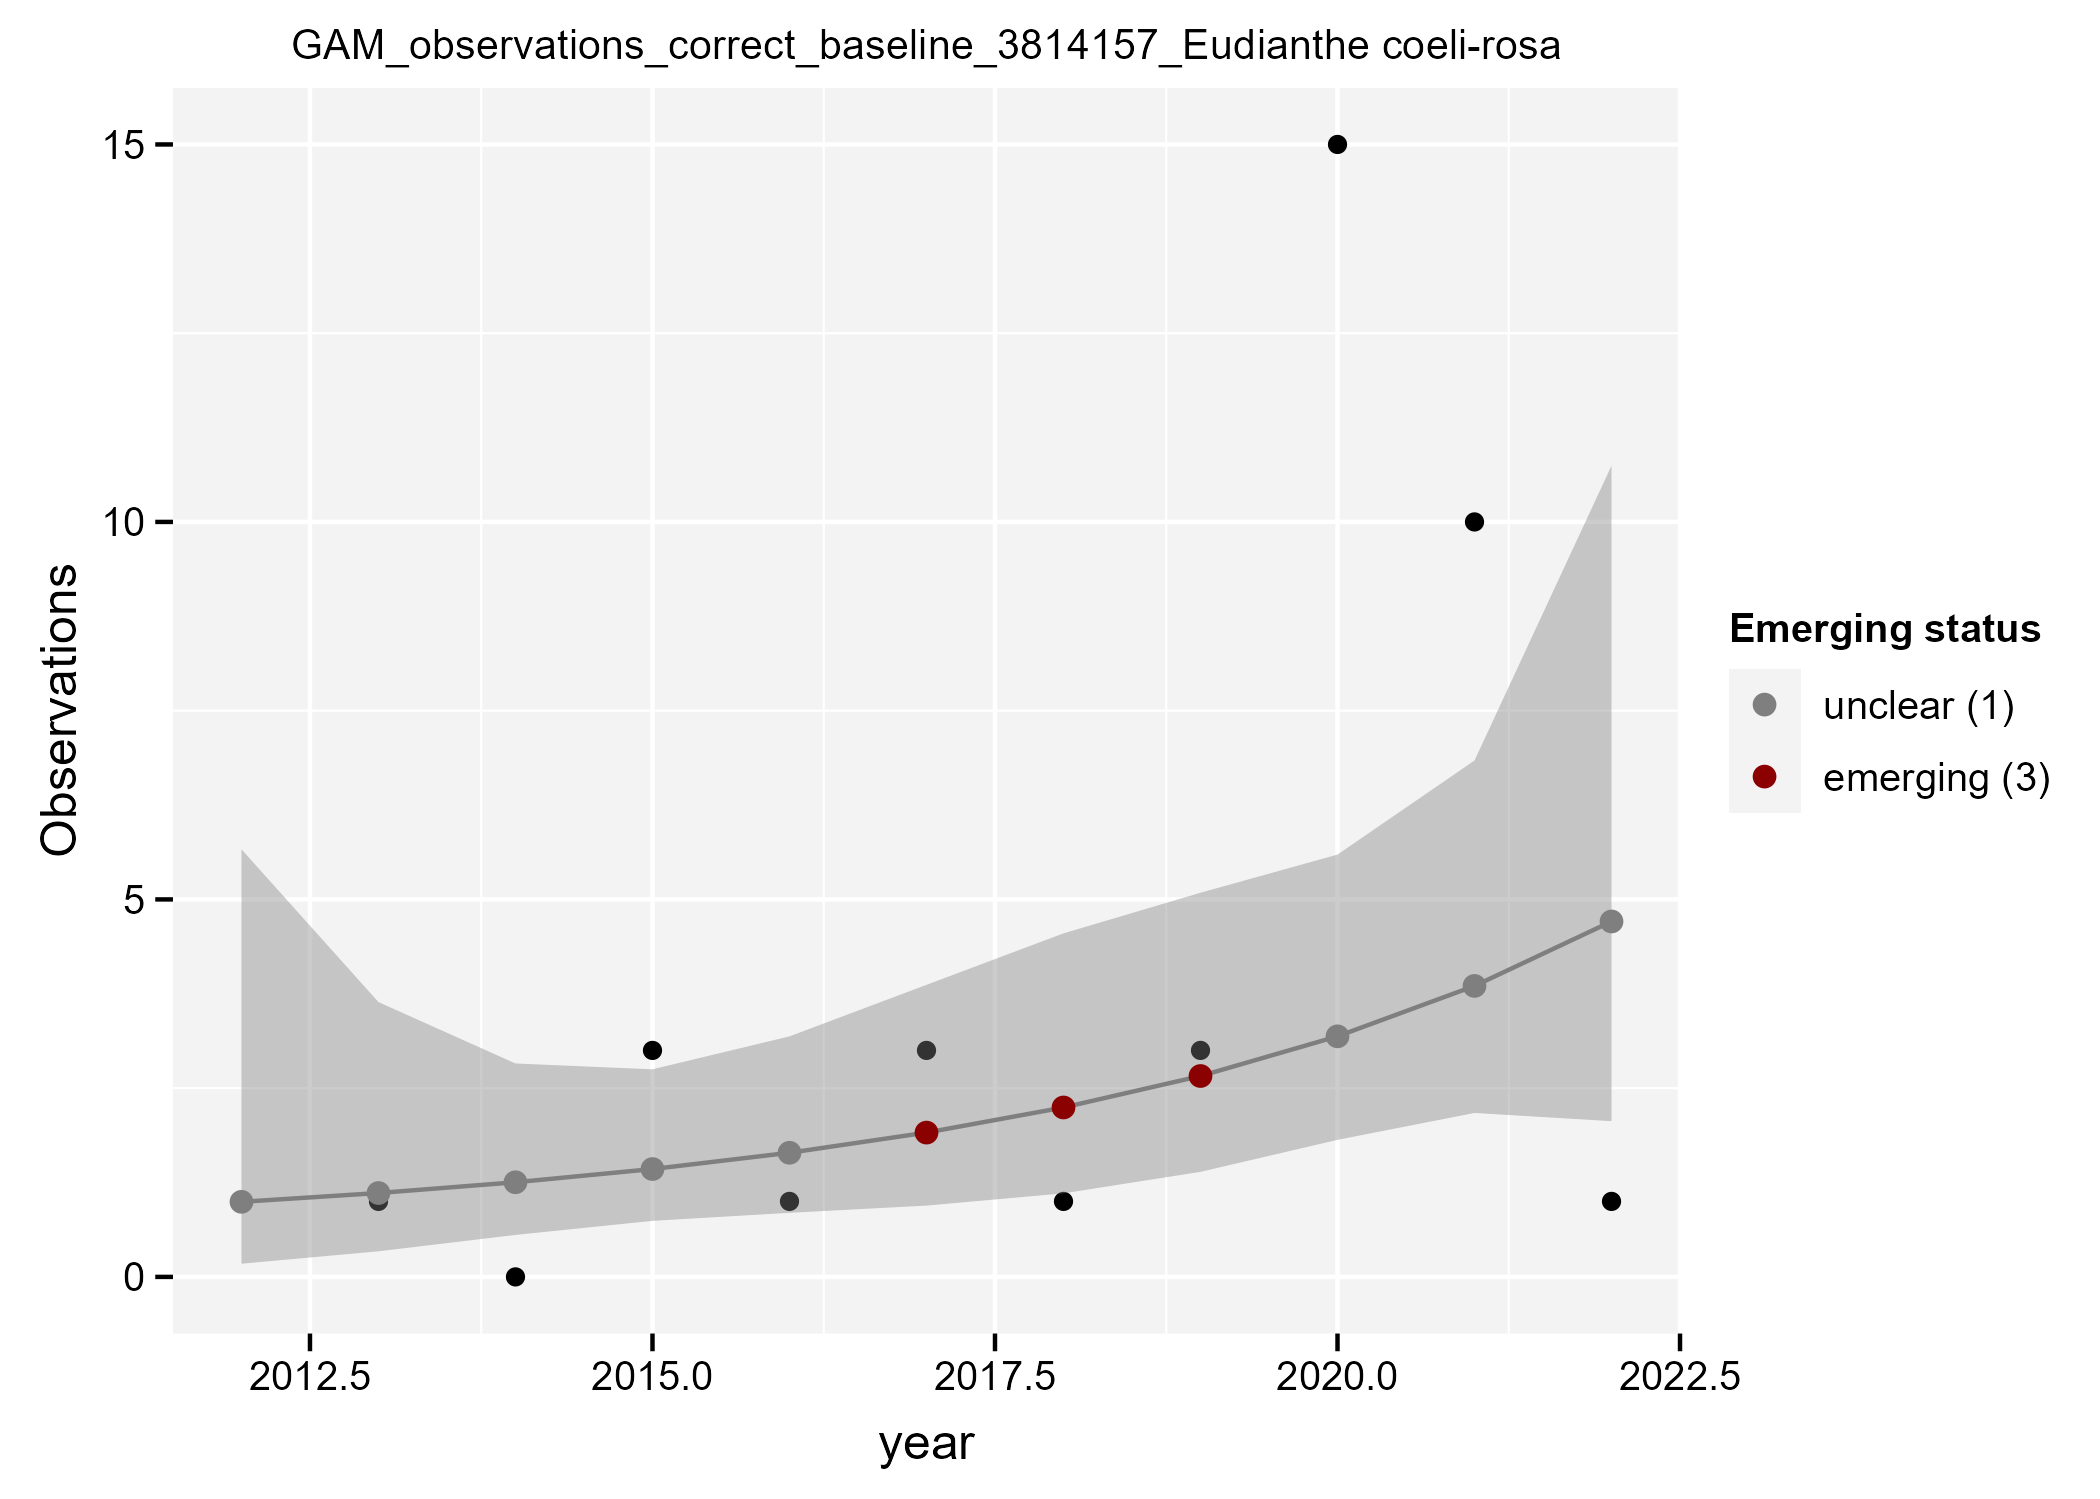 GAM_observations_correct_baseline_3814157_Eudianthe coeli-rosa
15
10
5
0
Observations
2012.5 2015.0 2017.5 2020.0 2022.5
year
Emerging status
unclear (1)
emerging (3)